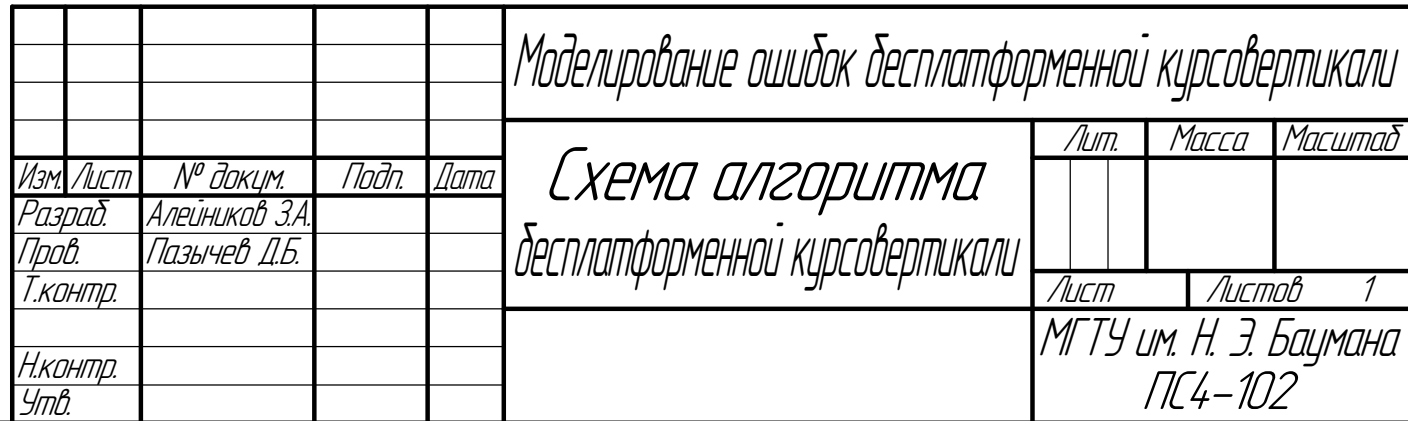 Моделирование ошибок бесплатформенной курсовертикали
Схема алгоритма
бесплатформенной курсовертикали
Лит. Масса Масштаб
Изм. Лист № докум. Подп. Дата
Разраб. Алейников З.А.
Пров. Пазычев Д.Б.
Т.контр.
Лист Листов 1
Н.контр.
Утв.
МГТУ им. Н. Э. Баумана
ПС4-102